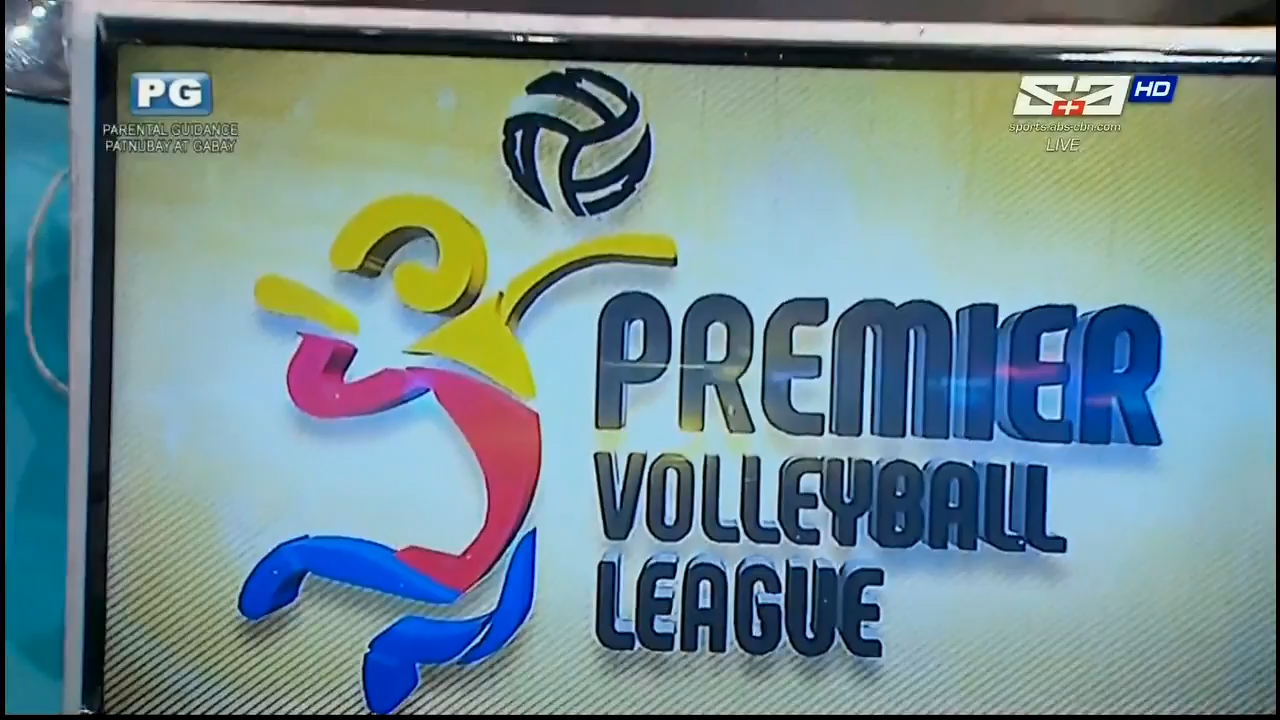 PG
PARENTAL GUIDANCE
PATNUBAY AT GABAY
S+A HD
sports.abs-cbn.com
LIVE
PREMIER
VOLLEYBALL
LEAGUE